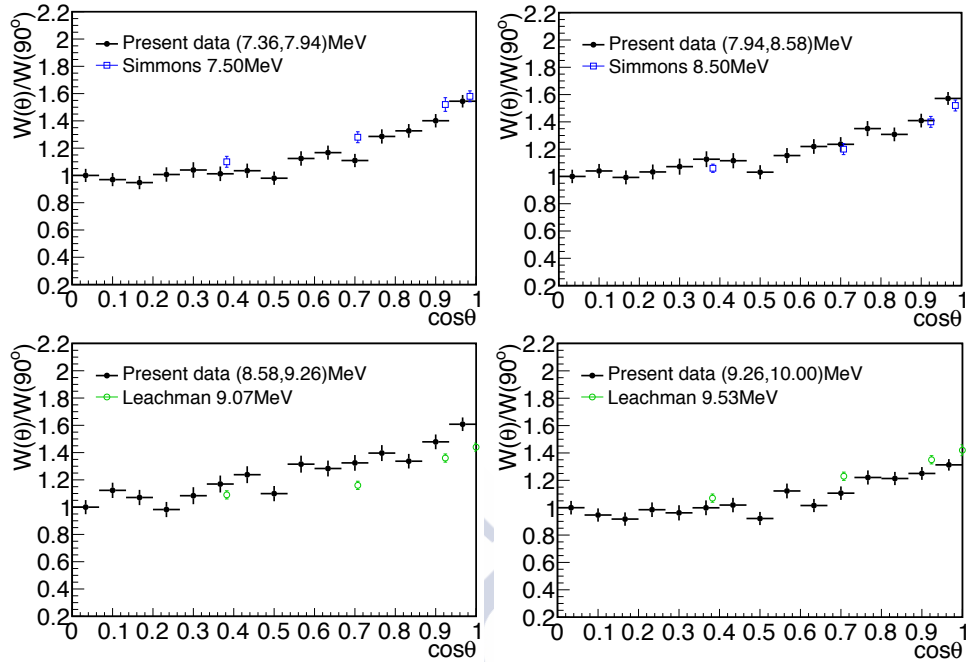 W(θ)/W(90°)
2.2
2
1.8
1.6
1.4
1.2
1
0.8
0.6
0.4
0.2
Present data (7.36,7.94)MeV
Simmons 7.50MeV
0 0.1 0.2 0.3 0.4 0.5 0.6 0.7 0.8 0.9 1
cosθ
W(θ)/W(90°)
2.2
2
1.8
1.6
1.4
1.2
1
0.8
0.6
0.4
0.2
Present data (7.94,8.58)MeV
Simmons 8.50MeV
0 0.1 0.2 0.3 0.4 0.5 0.6 0.7 0.8 0.9 1
cosθ
W(θ)/W(90°)
2.2
2
1.8
1.6
1.4
1.2
1
0.8
0.6
0.4
0.2
Present data (8.58,9.26)MeV
Leachman 9.07MeV
0 0.1 0.2 0.3 0.4 0.5 0.6 0.7 0.8 0.9 1
cosθ
W(θ)/W(90°)
2.2
2
1.8
1.6
1.4
1.2
1
0.8
0.6
0.4
0.2
Present data (9.26,10.00)MeV
Leachman 9.53MeV
0 0.1 0.2 0.3 0.4 0.5 0.6 0.7 0.8 0.9 1
cosθ